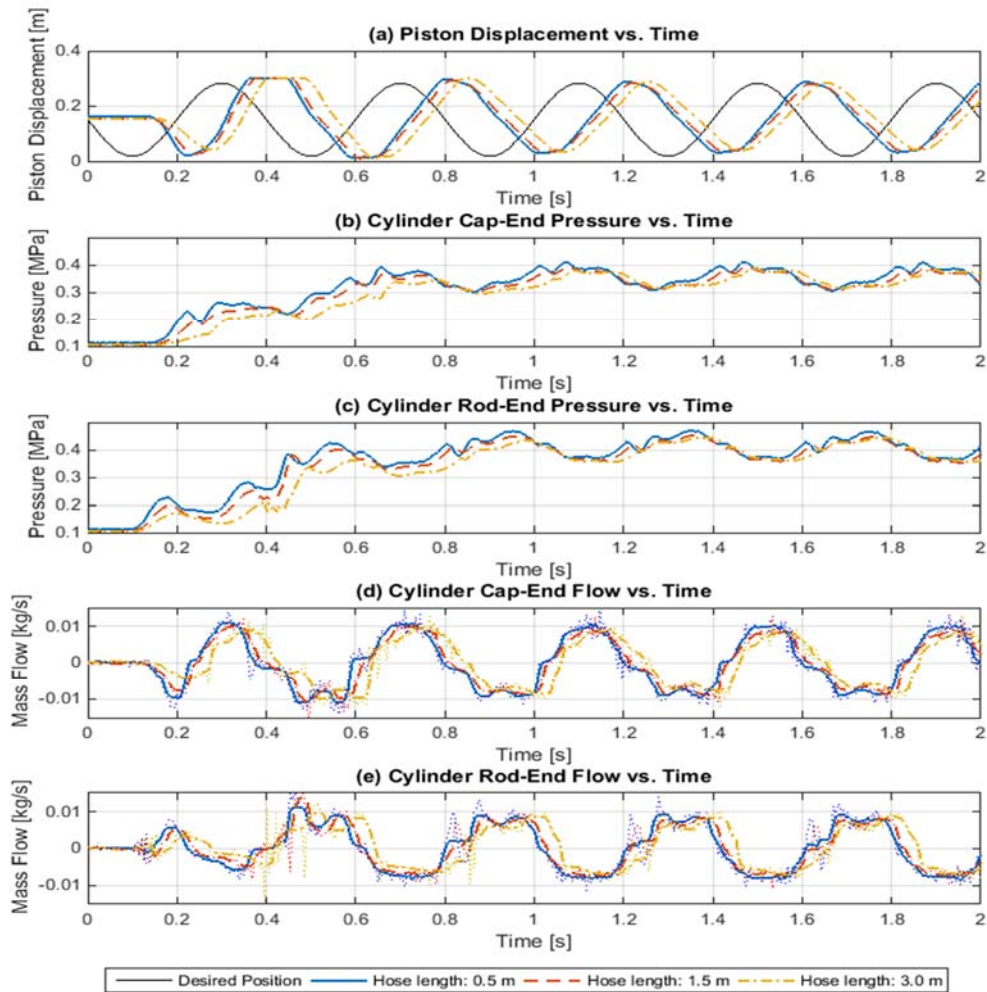 (a) Piston Displacement vs. Time
Piston Displacement [m]
0.4
0.2
0
0 0.2 0.4 0.6 0.8 1 1.2 1.4 1.6 1.8 2
Time [s]
(b) Cylinder Cap-End Pressure vs. Time
Pressure [MPa]
0.4
0.3
0.2
0.1
0 0.2 0.4 0.6 0.8 1 1.2 1.4 1.6 1.8 2
Time [s]
(c) Cylinder Rod-End Pressure vs. Time
Pressure [MPa]
0.4
0.3
0.2
0.1
0 0.2 0.4 0.6 0.8 1 1.2 1.4 1.6 1.8 2
Time [s]
(d) Cylinder Cap-End Flow vs. Time
Mass Flow [kg/s]
0.01
0
-0.01
0 0.2 0.4 0.6 0.8 1 1.2 1.4 1.6 1.8 2
Time [s]
(e) Cylinder Rod-End Flow vs. Time
Mass Flow [kg/s]
0.01
0
-0.01
0 0.2 0.4 0.6 0.8 1 1.2 1.4 1.6 1.8 2
Time [s]
Desired Position Hose length: 0.5 m Hose length: 1.5 m Hose length: 3.0 m